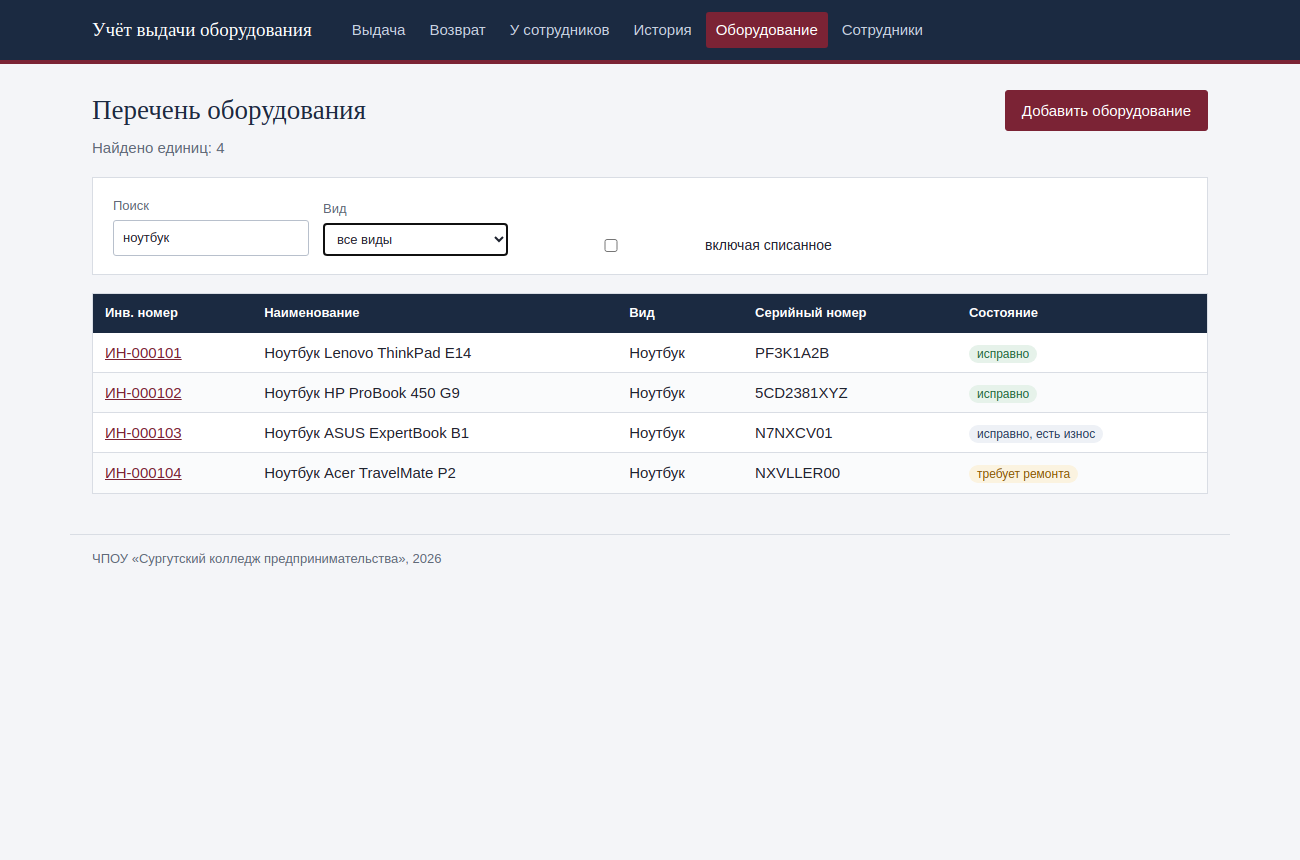 Учёт выдачи оборудования Выдача Возврат У сотрудников История Оборудование Сотрудники
Перечень оборудования
Добавить оборудование
Найдено единиц: 4
Поиск
Вид
ноутбук
все виды
включая списанное
Инв. номер Наименование Вид Серийный номер Состояние
ИН-000101 Ноутбук Lenovo ThinkPad E14 Ноутбук PF3K1A2B исправно
ИН-000102 Ноутбук HP ProBook 450 G9 Ноутбук 5CD2381XYZ исправно
ИН-000103 Ноутбук ASUS ExpertBook B1 Ноутбук N7NXCV01 исправно, есть износ
ИН-000104 Ноутбук Acer TravelMate P2 Ноутбук NXVLLER00 требует ремонта
ЧПОУ «Сургутский колледж предпринимательства», 2026